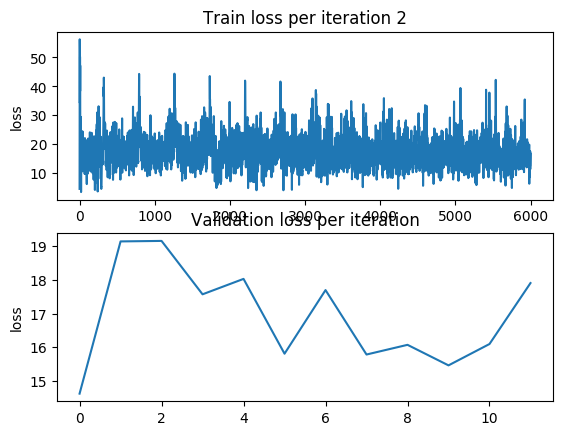 Train loss per iteration 2
50
40
30
20
10
loss
0 1000 2000 3000 4000 5000 6000
Validation loss per iteration
19
18
17
16
15
loss
0 2 4 6 8 10